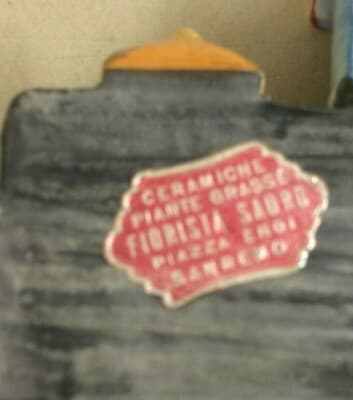 CERAMICHE
PIANTE GRASSE
FIORISTA SAURO
PIAZZA EROI
SANREMO